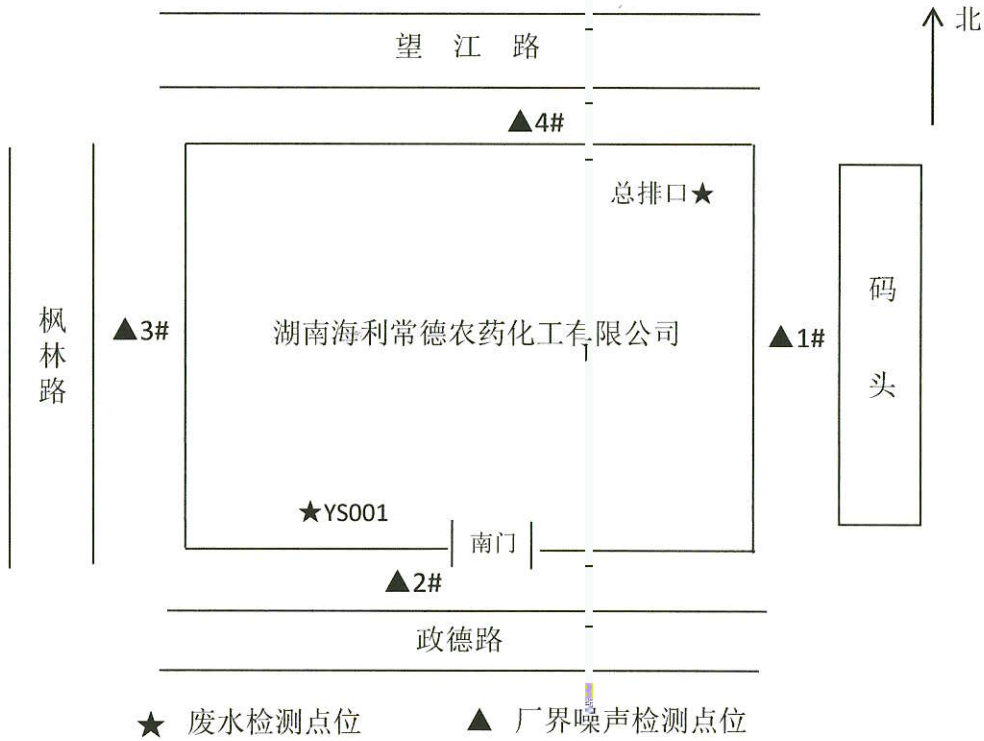 北
望江路
▲4#
总排口★
枫林路
▲3#
湖南海利常德农药化工有限公司
▲1#
码头
★YS001
南门
▲2#
政德路
★ 废水检测点位
▲ 厂界噪声检测点位